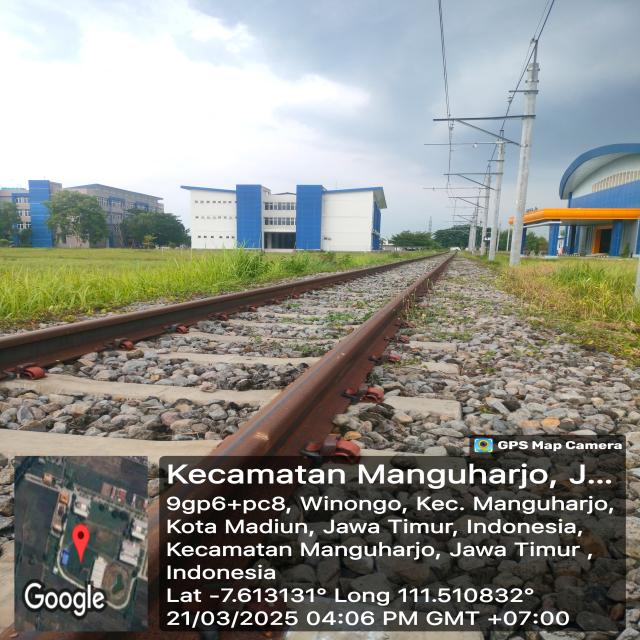 GPS Map Camera
Kecamatan Manguharjo, J...
9gp6+pc8, Winongo, Kec. Manguharjo,
Kota Madiun, Jawa Timur, Indonesia,
Kecamatan Manguharjo, Jawa Timur ,
Indonesia
Lat -7.613131° Long 111.510832°
21/03/2025 04:06 PM GMT +07:00
Google